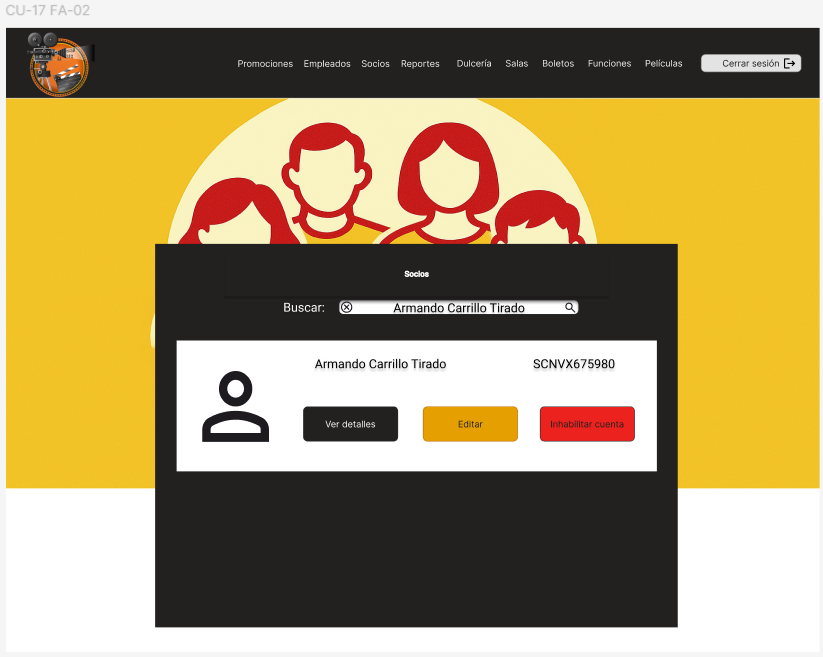 CU-17 FA-02
Promociones Empleados Socios Reportes Dulcería Salas Boletos Funciones Películas Cerrar sesión
Socios
Buscar: Armando Carrillo Tirado
Armando Carrillo Tirado SCNVX675980
Ver detalles Editar Inhabilitar cuenta